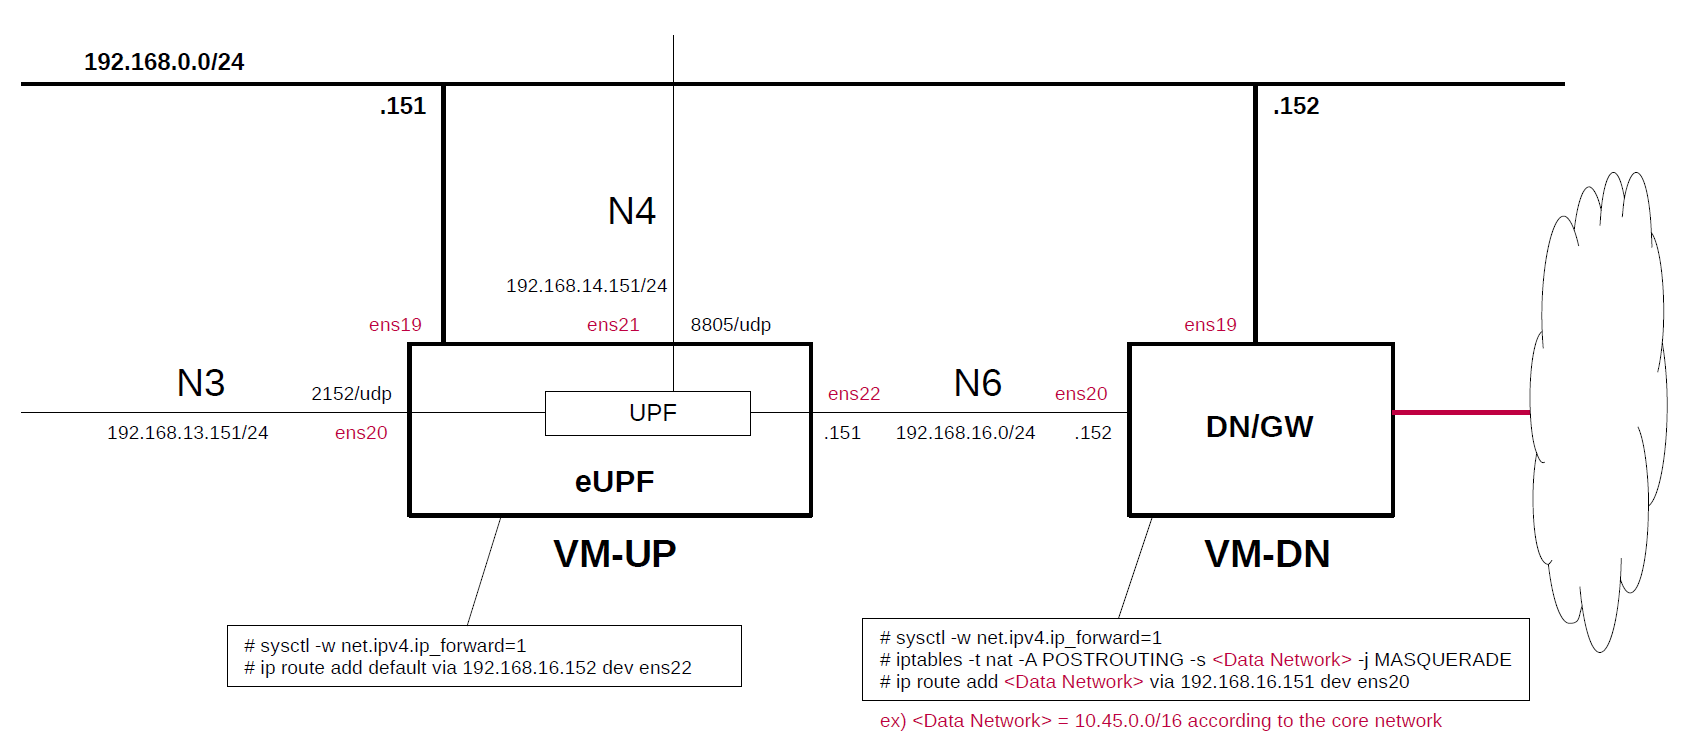 192.168.0.0/24
.151
.152
N4
192.168.14.151/24
ens19
ens21
8805/udp
ens19
N3
2152/udp
192.168.13.151/24
ens20
UPF
eUPF
VM-UP
ens22
N6
ens20
.151
192.168.16.0/24
.152
DN/GW
VM-DN
# sysctl -w net.ipv4.ip_forward=1
# ip route add default via 192.168.16.152 dev ens22
# sysctl -w net.ipv4.ip_forward=1
# iptables -t nat -A POSTROUTING -s <Data Network> -j MASQUERADE
# ip route add <Data Network> via 192.168.16.151 dev ens20
ex) <Data Network> = 10.45.0.0/16 according to the core network